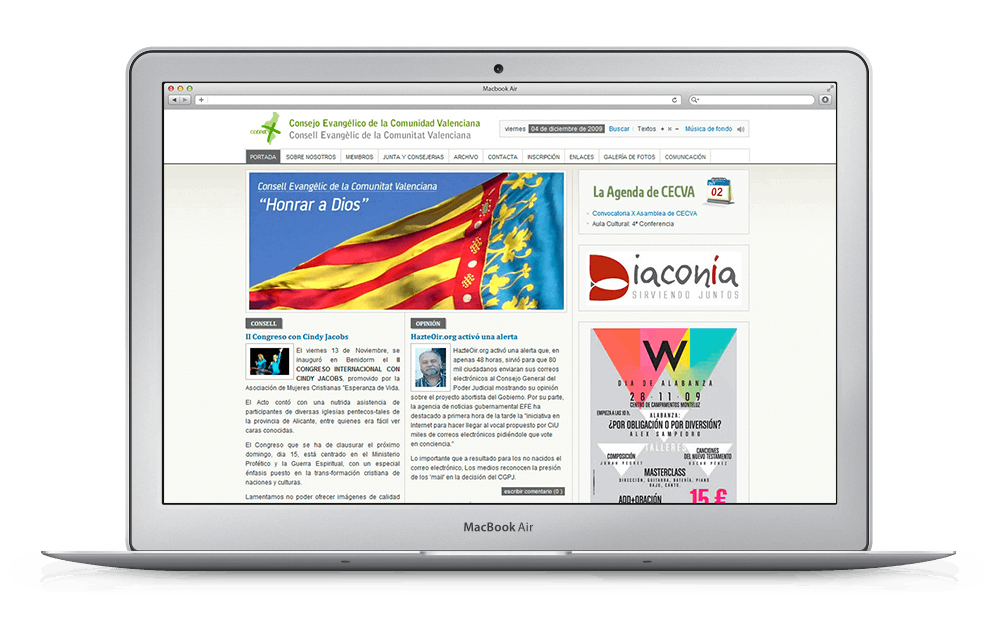 Macbook Air
Consejo Evangélico de la Comunidad Valenciana
Consell Evangèlic de la Comunitat Valenciana
viernes 04 de diciembre de 2009 Buscar Textos Música de fondo
PORTADA SOBRE NOSOTROS MIEMBROS JUNTA Y CONSEJERIAS ARCHIVO CONTACTA INSCRIPCIÓN ENLACES GALERÍA DE FOTOS COMUNICACIÓN
Consell Evangèlic de la Comunitat Valenciana
"Honrar a Dios"
La Agenda de CECVA
02
Convocatoria X Asamblea de CECVA
Aula Cultural: 4ª Conferencia
Diaconía
SIRVIENDO JUNTOS
CONSELL
II Congreso con Cindy Jacobs
El viernes 13 de Noviembre, se
inauguró en Benidorm el II
CONGRESO INTERNACIONAL CON
CINDY JACOBS, promovido por la
Asociación de Mujeres Cristianas "Esperanza de Vida.
El Acto contó con una nutrida asistencia de
participantes de diversas iglesias pentecos-tales de
la provincia de Alicante, entre quienes era fácil ver
caras conocidas.
El Congreso que se ha de clausurar el próximo
domingo, día 15, está centrado en el Ministerio
Profético y la Guerra Espiritual, con un especial
énfasis puesto en la trans-formación cristiana de
naciones y culturas.
Lamentamos no poder ofrecer imágenes de calidad
OPINIÓN
HazteOir.org activó una alerta
HazteOir.org activó una alerta que, en
apenas 48 horas, sirvió para que 80
mil ciudadanos enviaran sus correos
electrónicos al Consejo General del
Poder Judicial mostrando su opinión
sobre el proyecto abortista del Gobierno. Por su parte,
la agencia de noticias gubernamental EFE ha
destacado a primera hora de la tarde la "iniciativa en
Internet para hacer llegar al vocal propuesto por CiU
miles de correos electrónicos pidiéndole que vote
en conciencia."
Lo importante que a resultado para los no nacidos el
correo electrónico, Los medios reconocen la presión
de los 'mail' en la decisión del CGPJ.
escribir comentario (0)
W
DIA DE ALABANZA
28·11·09
CENTRO DE CAMPAMENTOS MONTELUZ
EMPIEZA A LAS 10 h.
ALABANZA:
¿POR OBLIGACIÓN O POR DIVERSIÓN?
ALEX SAMPEDRO
TALLERES
COMPOSICIÓN
CANCIONES
DEL NUEVO TESTAMENTO
MASTERCLASS
DIRECCIÓN, GUITARRA, BATERÍA, PIANO
BAJO, CANTO.
ADD+ORACIÓN
15 €
MacBook Air